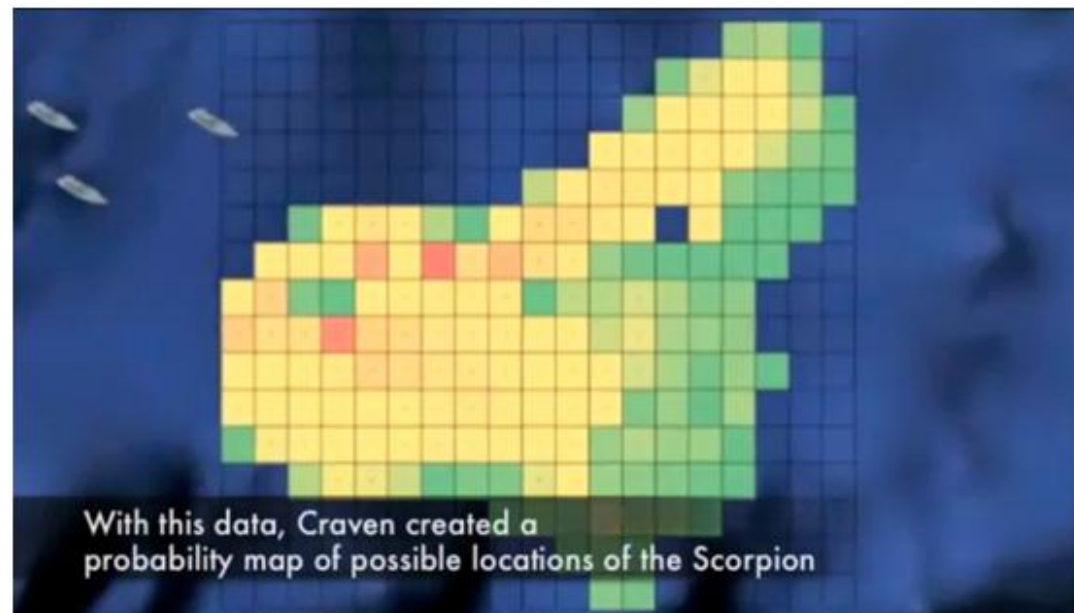 With this data, Craven created a
probability map of possible locations of the Scorpion